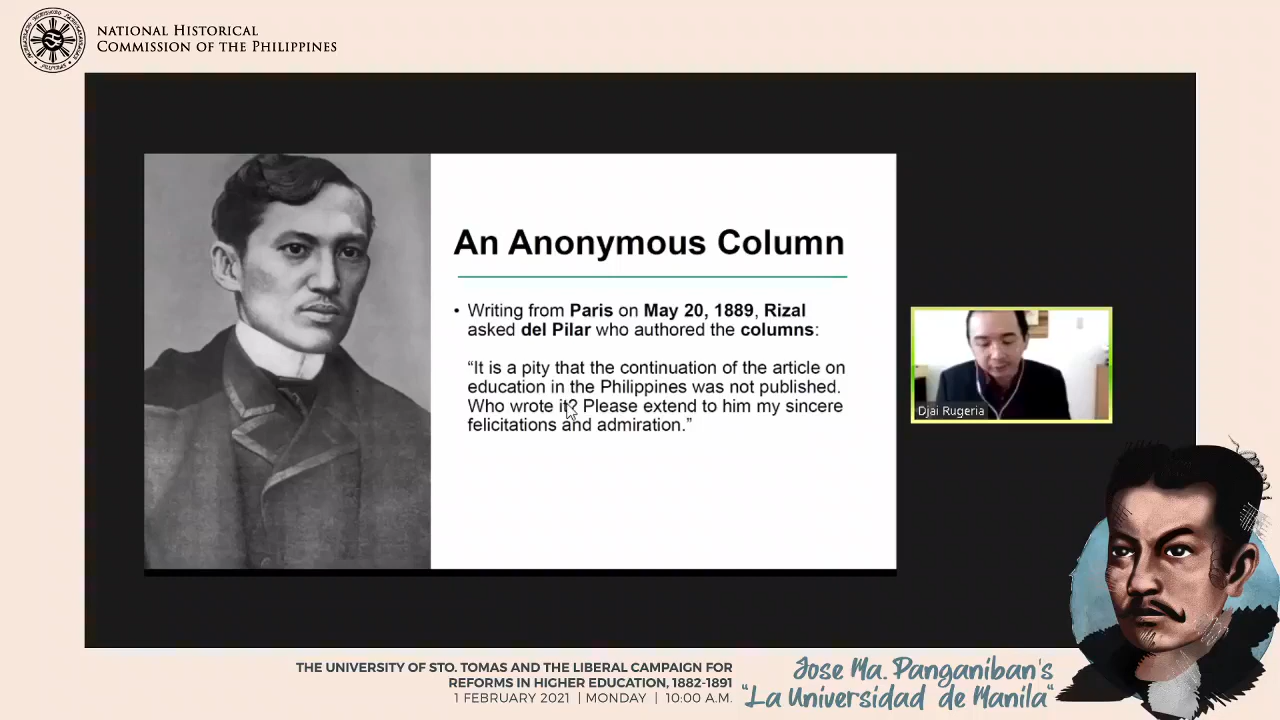 NATIONAL HISTORICAL
COMMISSION OF THE PHILIPPINES
An Anonymous Column
• Writing from Paris on May 20, 1889, Rizal
asked del Pilar who authored the columns:
“It is a pity that the continuation of the article on
education in the Philippines was not published.
Who wrote it? Please extend to him my sincere
felicitations and admiration.”
Djai Rugeria
THE UNIVERSITY OF STO. TOMAS AND THE LIBERAL CAMPAIGN FOR
REFORMS IN HIGHER EDUCATION, 1882-1891
1 FEBRUARY 2021 | MONDAY | 10:00 A.M.
Jose Ma. Panganiban's
"La Universidad de Manila"